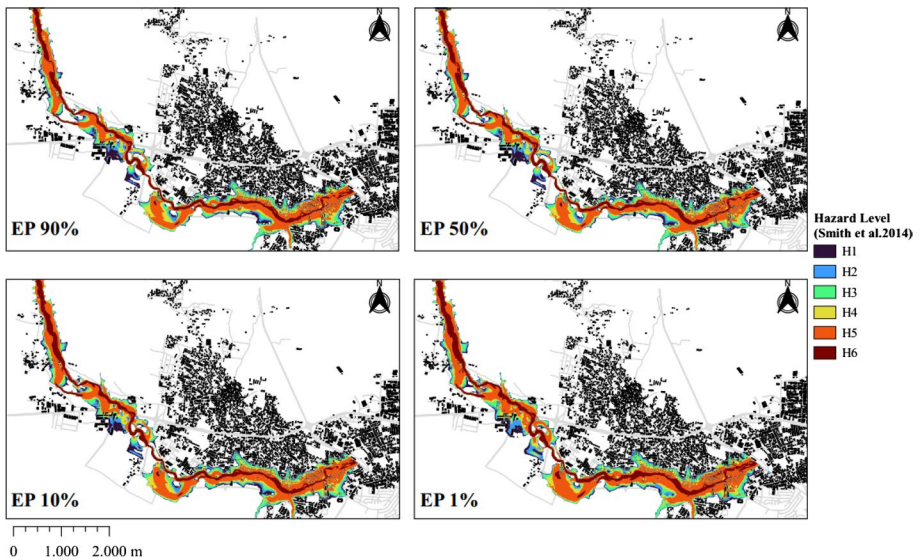 EP 90%
EP 50%
Hazard Level
(Smith et al.2014)
H1
H2
H3
H4
H5
H6
EP 10%
EP 1%
0 1.000 2.000 m